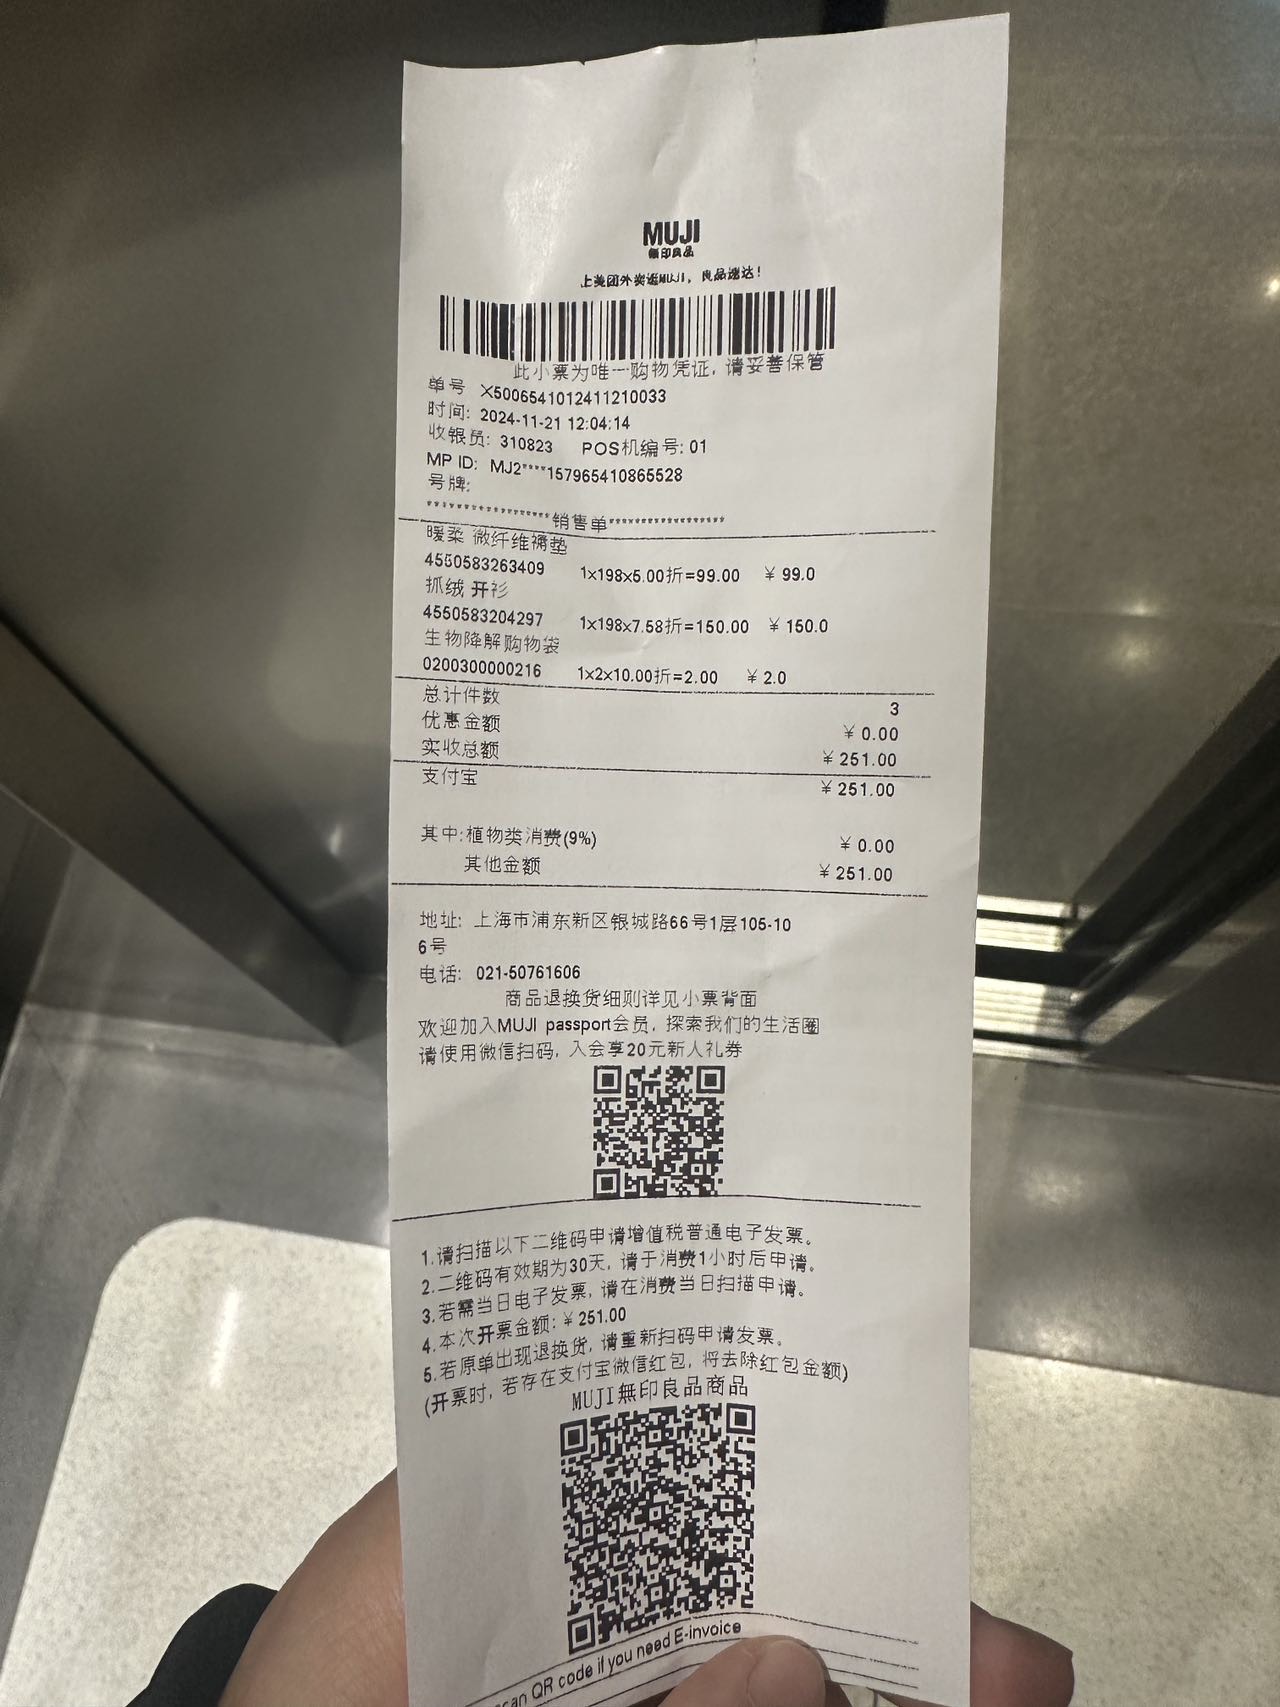 MUJI
無印良品
上美团外卖逛MUJI，良品速达！
此小票为唯一购物凭证，请妥善保管
单号 X5006541012411210033
时间: 2024-11-21 12:04:14
收银员: 310823 POS机编号: 01
MP ID: MJ2****157965410865528
号牌:
********************销售单*******************
暖柔 微纤维褥垫
4550583263409 1x198x5.00折=99.00 ￥99.0
抓绒 开衫
4550583204297 1x198x7.58折=150.00 ￥150.0
生物降解购物袋
0200300000216 1x2x10.00折=2.00 ￥2.0
总计件数 3
优惠金额 ￥0.00
实收总额 ￥251.00
支付宝 ￥251.00
其中:植物类消费(9%) ￥0.00
其他金额 ￥251.00
地址: 上海市浦东新区银城路66号1层105-10
6号
电话: 021-50761606
商品退换货细则详见小票背面
欢迎加入MUJI passport会员，探索我们的生活圈
请使用微信扫码，入会享20元新人礼券
1.请扫描以下二维码申请增值税普通电子发票。
2.二维码有效期为30天，请于消费1小时后申请。
3.若需当日电子发票，请在消费当日扫描申请。
4.本次开票金额:￥251.00
5.若原单出现退换货，请重新扫码申请发票。
(开票时，若存在支付宝微信红包，将去除红包金额)
MUJI無印良品商品
QR code if you need E-invoice